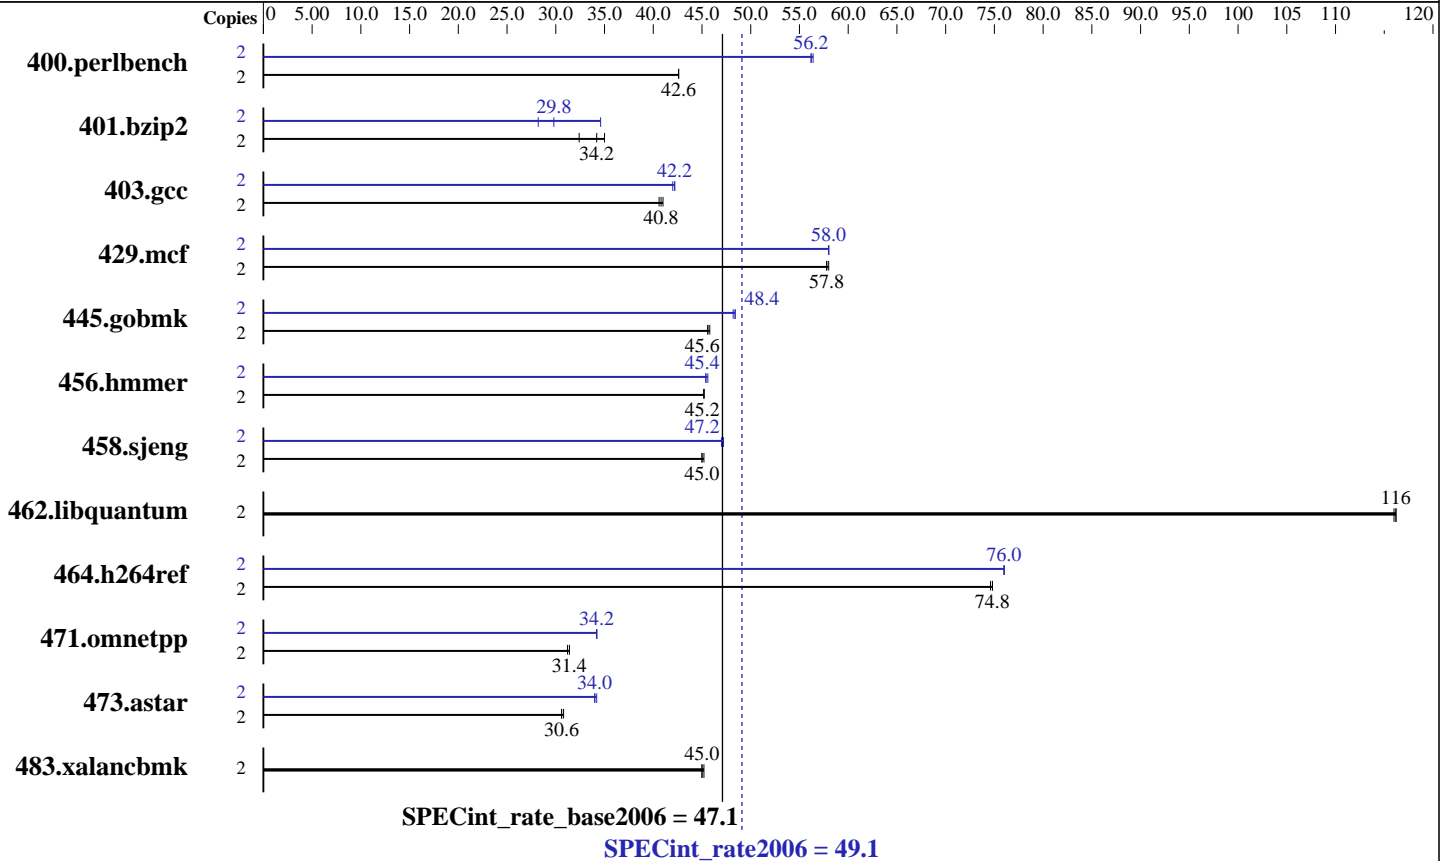 Copies 0 5.00 10.0 15.0 20.0 25.0 30.0 35.0 40.0 45.0 50.0 55.0 60.0 65.0 70.0 75.0 80.0 85.0 90.0 95.0 100 105 110 120
400.perlbench 2 56.2
2 42.6
401.bzip2 2 29.8
2 34.2
403.gcc 2 42.2
2 40.8
429.mcf 2 58.0
2 57.8
445.gobmk 2 48.4
2 45.6
456.hmmer 2 45.4
2 45.2
458.sjeng 2 47.2
2 45.0
462.libquantum 2 116
464.h264ref 2 76.0
2 74.8
471.omnetpp 2 34.2
2 31.4
473.astar 2 34.0
2 30.6
483.xalancbmk 2 45.0
SPECint_rate_base2006 = 47.1
SPECint_rate2006 = 49.1